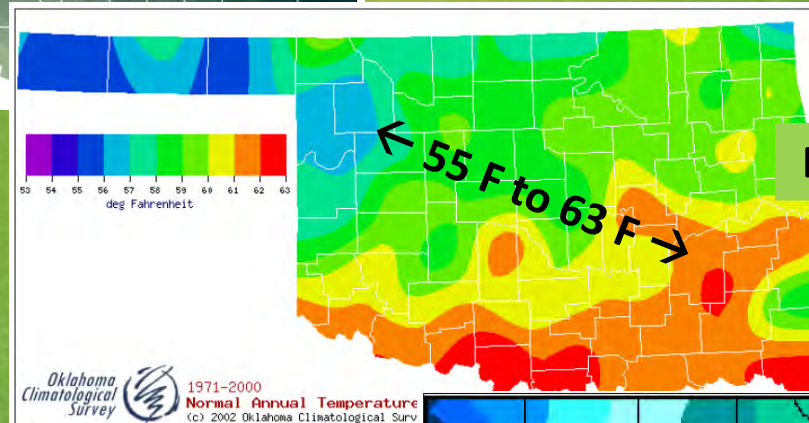 ← 55 F to 63 F →
53 54 55 56 57 58 59 60 61 62 63
deg Fahrenheit
Oklahoma
Climatological
Survey
1971-2000
Normal Annual Temperature
(c) 2002 Oklahoma Climatological Surv